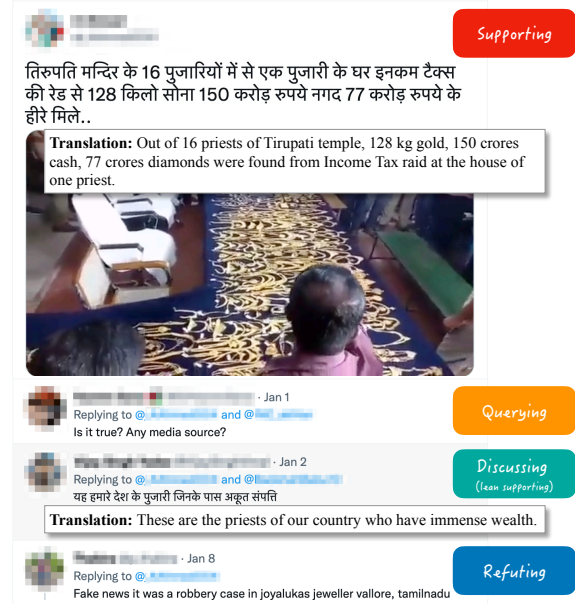 Supporting
तिरुपति मन्दिर के 16 पुजारियों में से एक पुजारी के घर इनकम टैक्स
की रेड से 128 किलो सोना 150 करोड़ रुपये नगद 77 करोड़ रुपये के
हीरे मिले..
Translation: Out of 16 priests of Tirupati temple, 128 kg gold, 150 crores
cash, 77 crores diamonds were found from Income Tax raid at the house of
one priest.
· Jan 1
Replying to @ and @
Is it true? Any media source?
Querying
· Jan 2
Replying to @ and @
यह हमारे देश के पुजारी जिनके पास अकूत संपत्ति
Discussing
(lean supporting)
Translation: These are the priests of our country who have immense wealth.
· Jan 8
Replying to @
Fake news it was a robbery case in joyalukas jeweller vallore, tamilnadu
Refuting